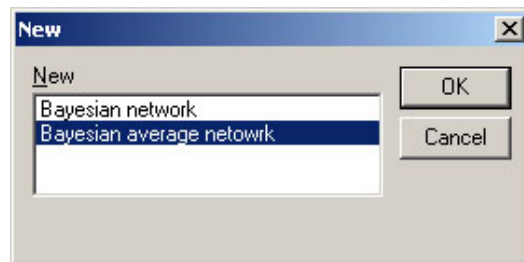 New
New
Bayesian network
Bayesian average netowrk
OK
Cancel